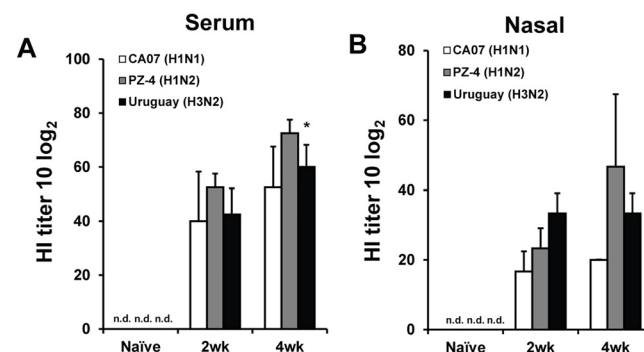 Serum
A
CA07 (H1N1)
PZ-4 (H1N2)
Uruguay (H3N2)
HI titer 10 log2
100
80
60
40
20
0
*
n.d. n.d. n.d.
Naïve 2wk 4wk
Nasal
B
CA07 (H1N1)
PZ-4 (H1N2)
Uruguay (H3N2)
HI titer 10 log2
80
60
40
20
0
n.d. n.d. n.d.
Naïve 2wk 4wk